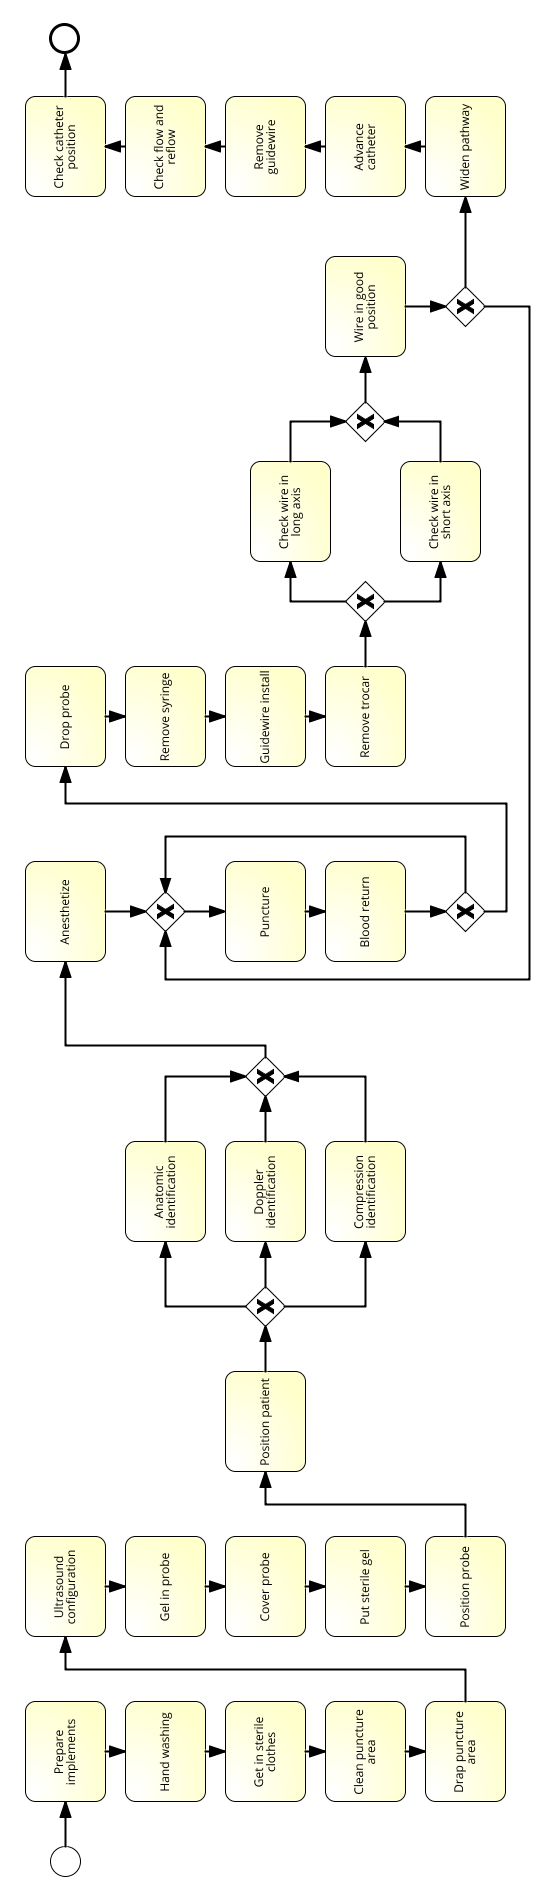 Prepare
implements
Hand washing
Get in sterile
clothes
Clean puncture
area
Drap puncture
area
Ultrasound
configuration
Gel in probe
Cover probe
Put sterile gel
Position probe
Position patient
Anatomic
identification
Doppler
identification
Compression
identification
Anesthetize
Puncture
Blood return
Drop probe
Remove syringe
Guidewire install
Remove trocar
Check wire in
long axis
Check wire in
short axis
Wire in good
position
Widen pathway
Advance
catheter
Remove
guidewire
Check flow and
reflow
Check catheter
position